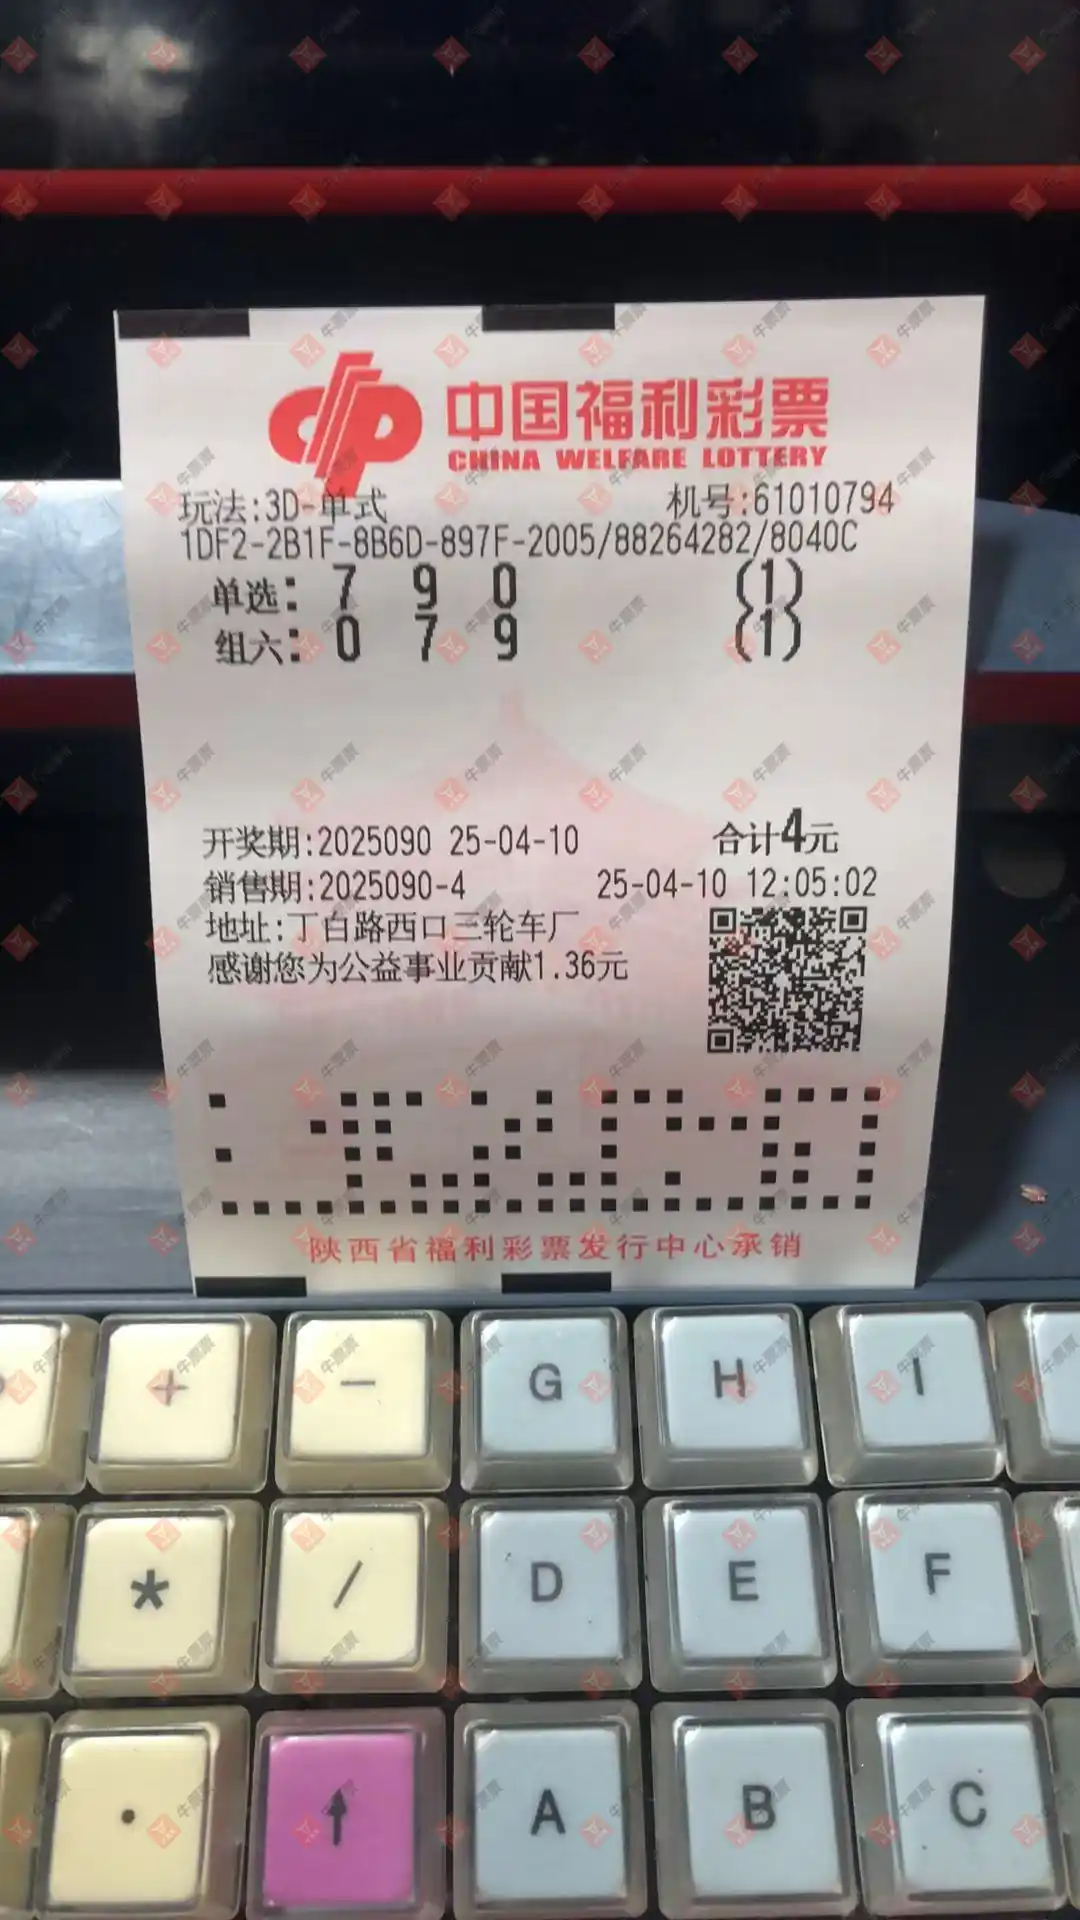 中国福利彩票
CHINA WELFARE LOTTERY
玩法:3D-单式 机号:61010794
1DF2-2B1F-8B6D-897F-2005/88264282/8040C
单选: 7 9 0 (1)
组六: 0 7 9 (1)
开奖期:2025090 25-04-10 合计4元
销售期:2025090-4 25-04-10 12:05:02
地址:丁白路西口三轮车厂
感谢您为公益事业贡献1.36元
陕西省福利彩票发行中心承销
+ - G H I
* / D E F
· ↑ A B C
牛票票